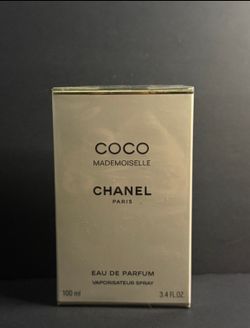 COCO
MADEMOISELLE
CHANEL
PARIS
EAU DE PARFUM
VAPORISATEUR SPRAY
100 ml 3.4 FL.OZ